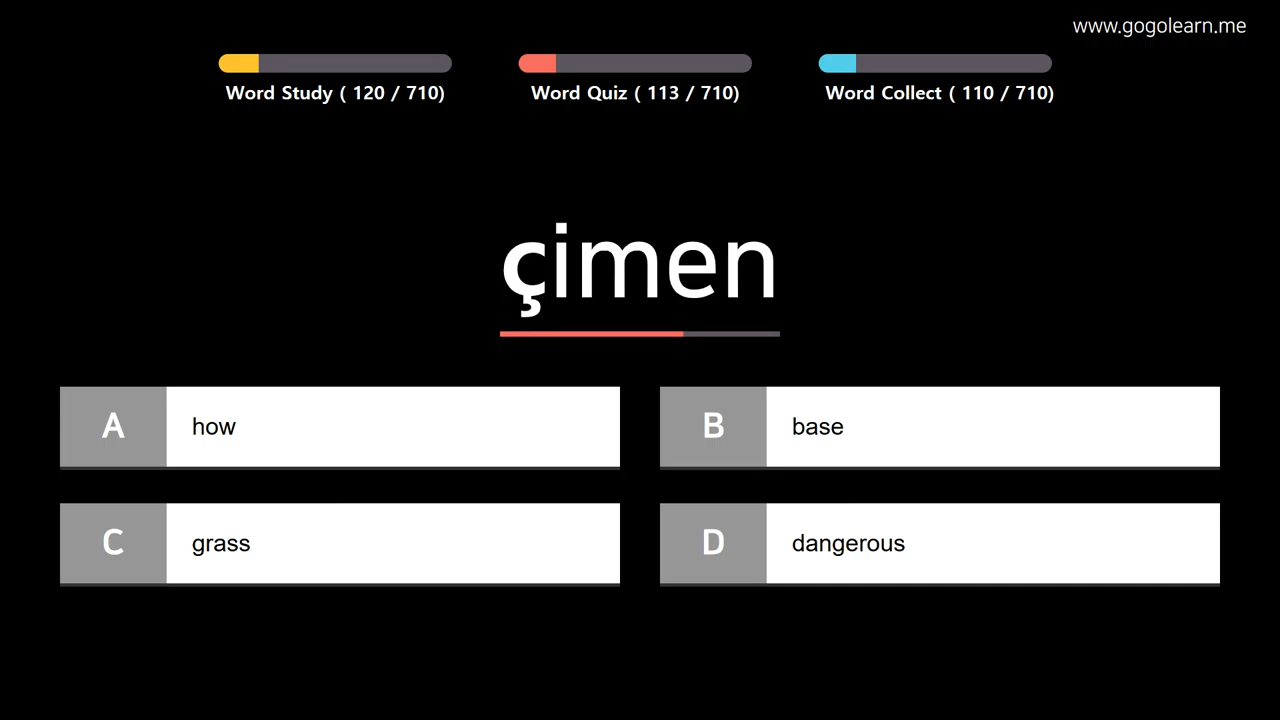 www.gogolearn.me
Word Study ( 120 / 710)
Word Quiz ( 113 / 710)
Word Collect ( 110 / 710)
çimen
A how
B base
C grass
D dangerous